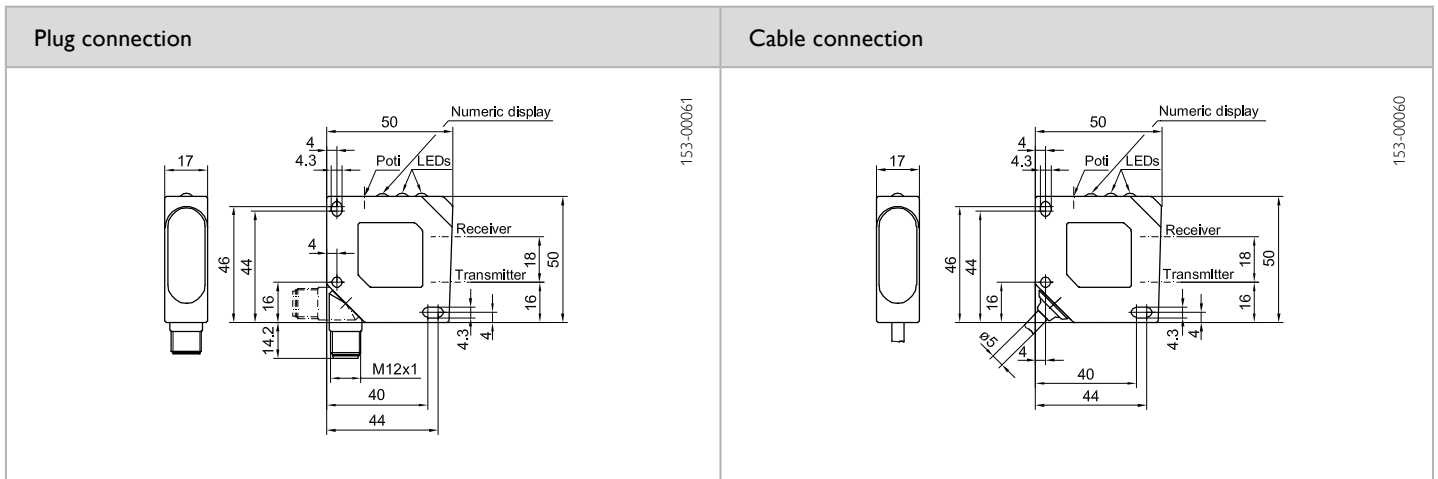 Plug connection
Cable connection
Numeric display
50
4
4.3
Poti
LEDs
17
Receiver
4
46
44
18
50
Transmitter
16
16
14.2
4.3
4
M12x1
40
44
153-00061
Numeric display
50
4
4.3
Poti
LEDs
17
Receiver
46
44
18
50
Transmitter
16
16
ø5
4
4.3
4
40
44
153-00060